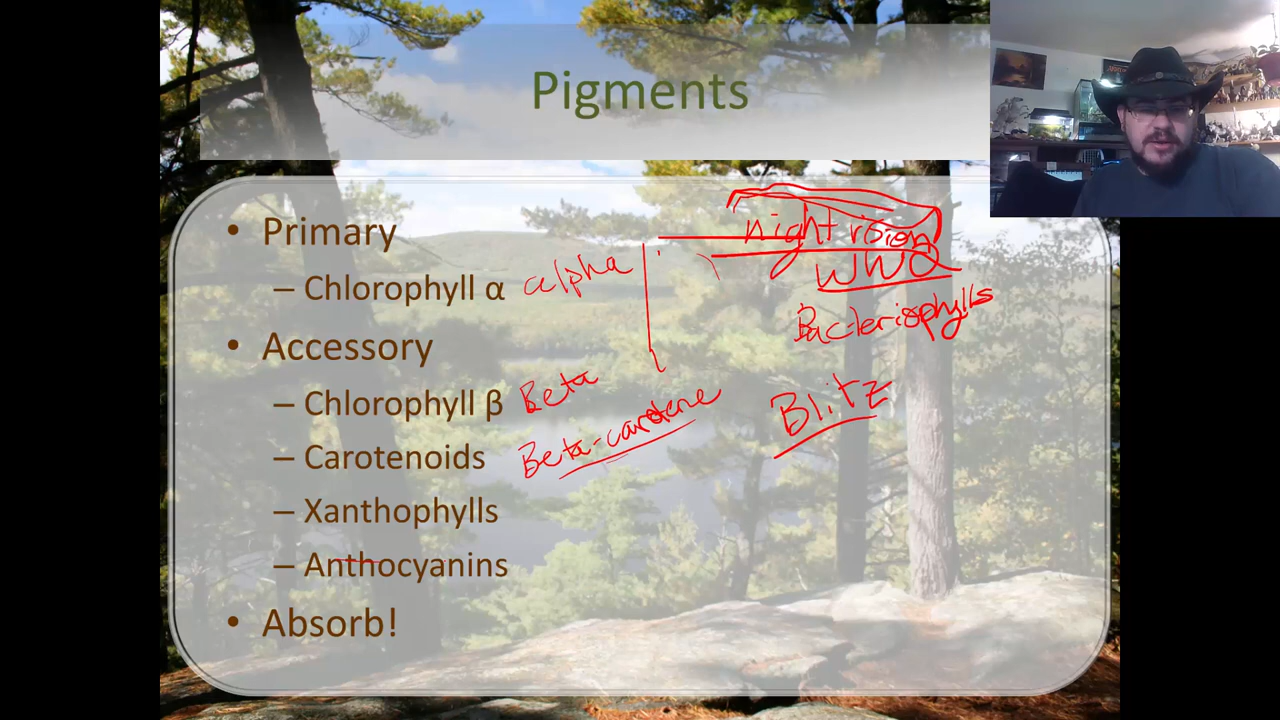 Pigments
• Primary
– Chlorophyll α alpha
• Accessory
– Chlorophyll β Beta
– Carotenoids Beta-carotene
– Xanthophylls
– Anthocyanins
• Absorb!
night vision
WWII
Bacteriophylls
Blitz